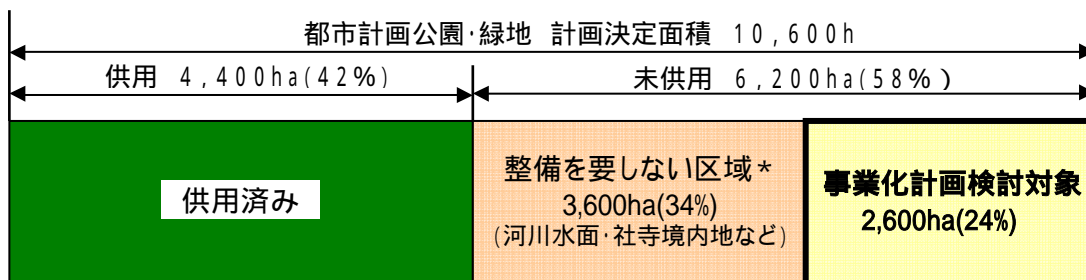 都市計画公園･緑地 計画決定面積 10,600h
供用 4,400ha(42%)
未供用 6,200ha(58%)
供用済み
整備を要しない区域*
3,600ha(34%)
(河川水面･社寺境内地など)
事業化計画検討対象
2,600ha(24%)